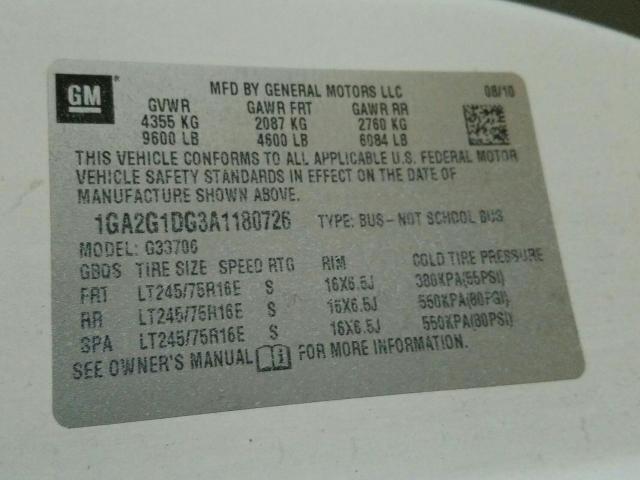 GM MFD BY GENERAL MOTORS LLC 08/10
GVWR GAWR FRT GAWR RR
4355 KG 2087 KG 2760 KG
9600 LB 4600 LB 6084 LB
THIS VEHICLE CONFORMS TO ALL APPLICABLE U.S. FEDERAL MOTOR
VEHICLE SAFETY STANDARDS IN EFFECT ON THE DATE OF
MANUFACTURE SHOWN ABOVE.
1GA2G1DG3A1180726 TYPE: BUS-NOT SCHOOL BUS
MODEL: G33706
GBQS TIRE SIZE SPEED RTG RIM COLD TIRE PRESSURE
FRT LT245/75R16E S 16X6.5J 380KPA(55PSI)
RR LT245/75R16E S 16X6.5J 550KPA(80PSI)
SPA LT245/75R16E S 16X6.5J 550KPA(80PSI)
SEE OWNER'S MANUAL FOR MORE INFORMATION.